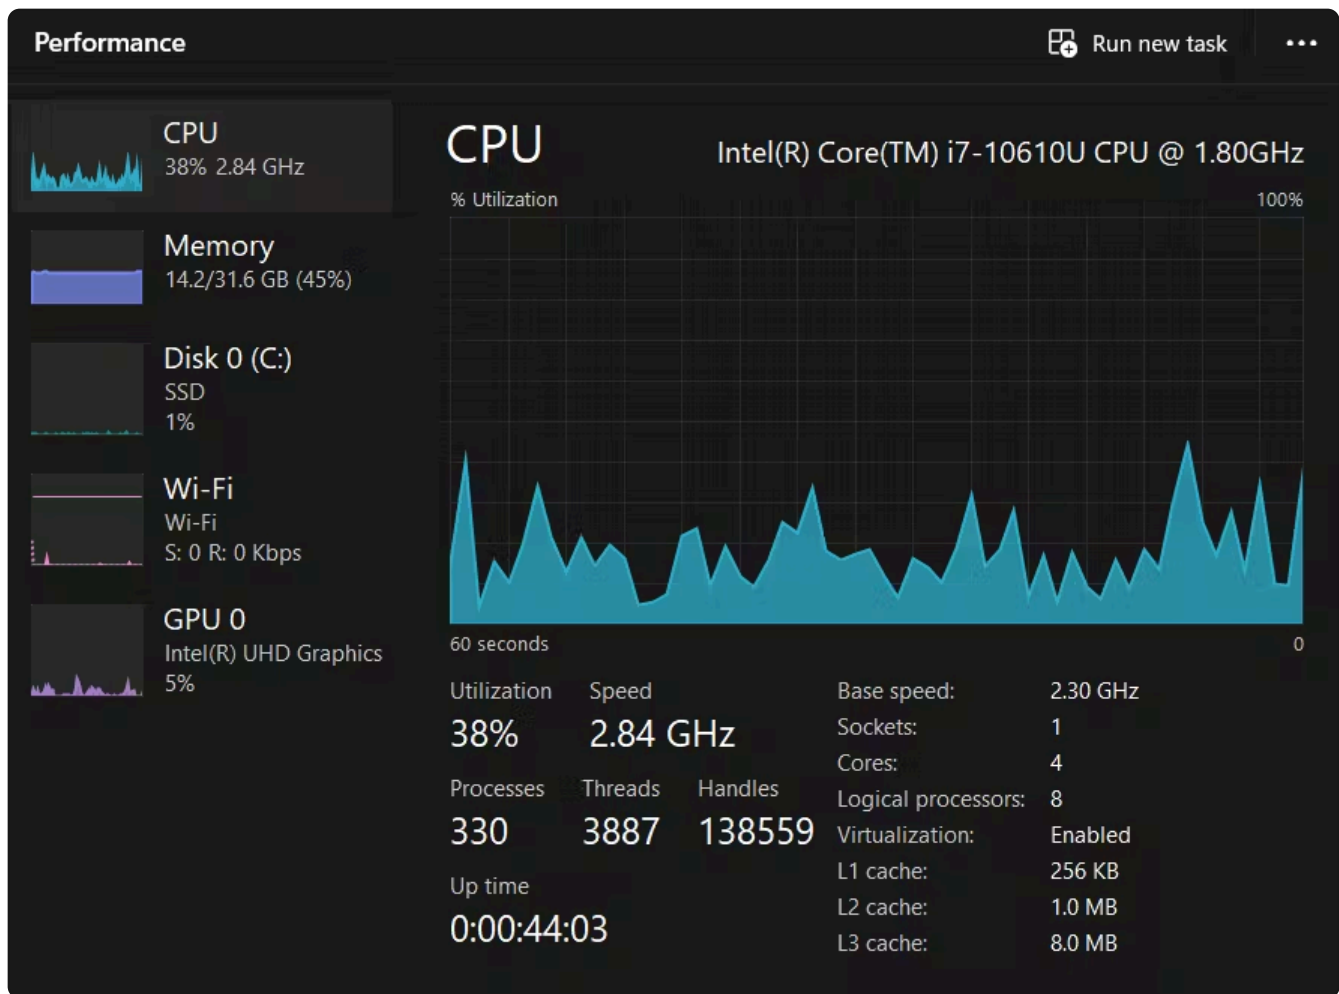 Performance
Run new task
CPU
38% 2.84 GHz
Memory
14.2/31.6 GB (45%)
Disk 0 (C:)
SSD
1%
Wi-Fi
Wi-Fi
S: 0 R: 0 Kbps
GPU 0
Intel(R) UHD Graphics
5%
CPU
Intel(R) Core(TM) i7-10610U CPU @ 1.80GHz
% Utilization 100%
60 seconds 0
Utilization Speed
38% 2.84 GHz
Processes Threads Handles
330 3887 138559
Up time
0:00:44:03
Base speed: 2.30 GHz
Sockets: 1
Cores: 4
Logical processors: 8
Virtualization: Enabled
L1 cache: 256 KB
L2 cache: 1.0 MB
L3 cache: 8.0 MB